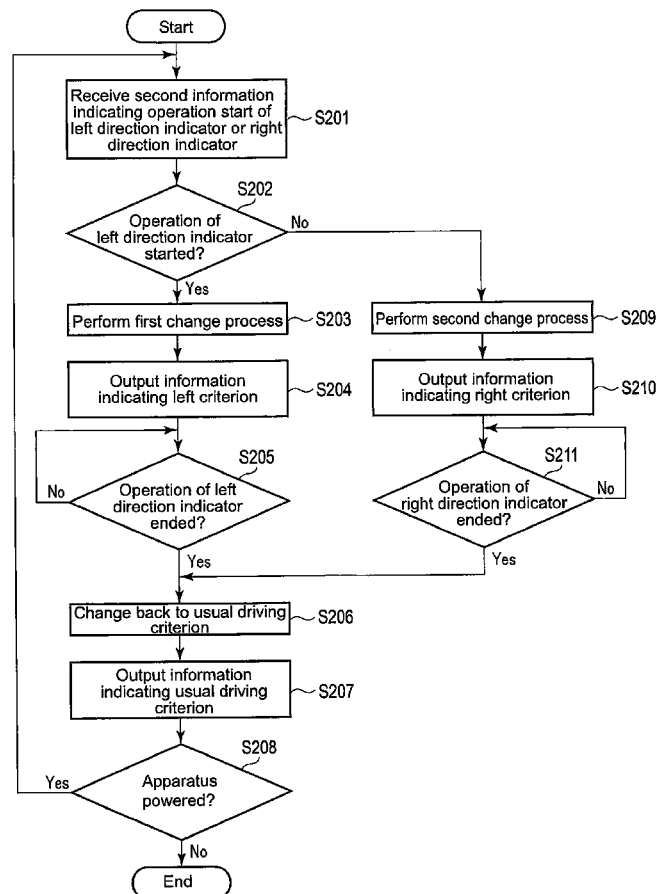 Start
Receive second information
indicating operation start of
left direction indicator or right
direction indicator
S201
S202
Operation of
left direction indicator
started?
No
Yes
Perform first change process
S203
Perform second change process
S209
Output information
indicating left criterion
S204
Output information
indicating right criterion
S210
S205
Operation of left
direction indicator
ended?
No
Yes
S211
Operation of
right direction indicator
ended?
No
Yes
Change back to usual driving
criterion
S206
Output information
indicating usual driving
criterion
S207
S208
Apparatus
powered?
Yes
No
End